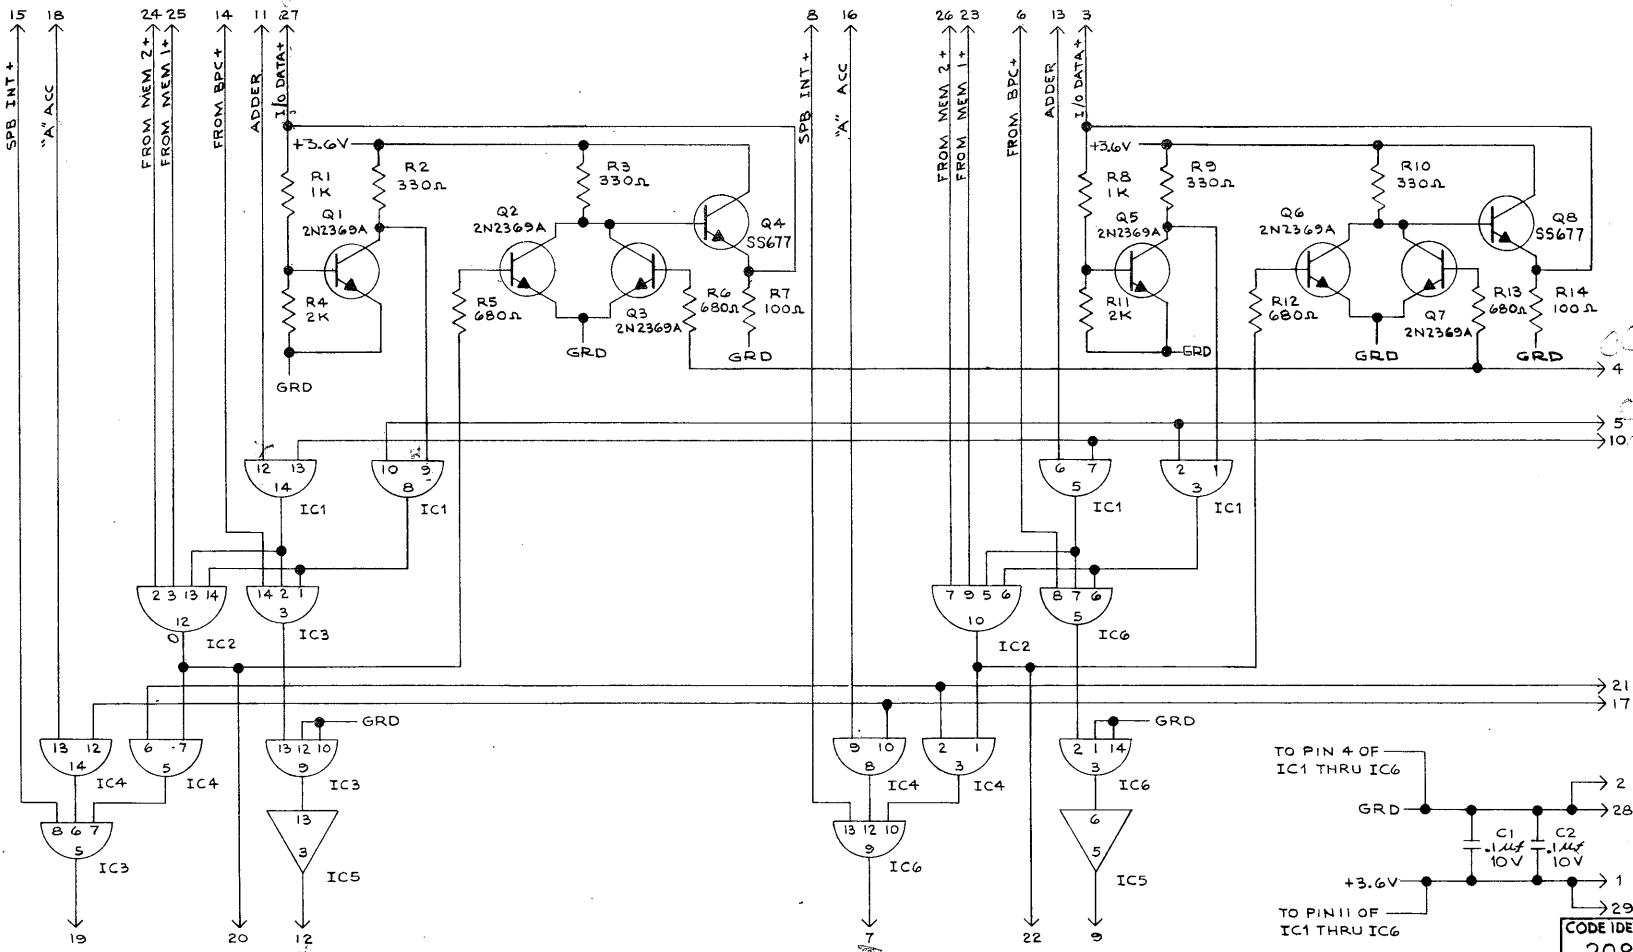 15 18 24 25 14 11 27 8 16 26 23 6 13 3
SPB INT +
"A" ACC
FROM MEM 2+
FROM MEM 1+
FROM BPC+
ADDER
I/O DATA+
SPB INT +
"A" ACC
FROM MEM 2+
FROM MEM 1+
FROM BPC+
ADDER
I/O DATA+
+3.6V
R1
1K
R2
330Ω
R3
330Ω
Q1
2N2369A
Q2
2N2369A
Q4
SS677
R4
2K
R5
680Ω
Q3
2N2369A
R6
680Ω
R7
100Ω
GRD
GRD
GRD
+3.6V
R8
1K
R9
330Ω
R10
330Ω
Q5
2N2369A
Q6
2N2369A
Q8
SS677
R11
2K
R12
680Ω
Q7
2N2369A
R13
680Ω
R14
100Ω
GRD
GRD
GRD
4
5
10
12 13
14
IC1
10 9
8
IC1
6 7
5
IC1
2 1
3
IC1
2 3 13 14
12
IC2
14 2 1
3
IC3
7 9 5 6
10
IC2
8 7 6
5
IC6
21
17
13 12
14
IC4
6 7
5
IC4
GRD
13 12 10
9
IC3
9 10
8
IC4
2 1
3
IC4
GRD
2 1 14
3
IC6
8 6 7
5
IC3
13
3
IC5
13 12 10
9
IC6
6
5
IC5
19 20 12 7 22 9
TO PIN 4 OF
IC1 THRU IC6
2
GRD
28
C1
.1µf
10V
C2
.1µf
10V
+3.6V
1
TO PIN 11 OF
IC1 THRU IC6
29
CODE IDE